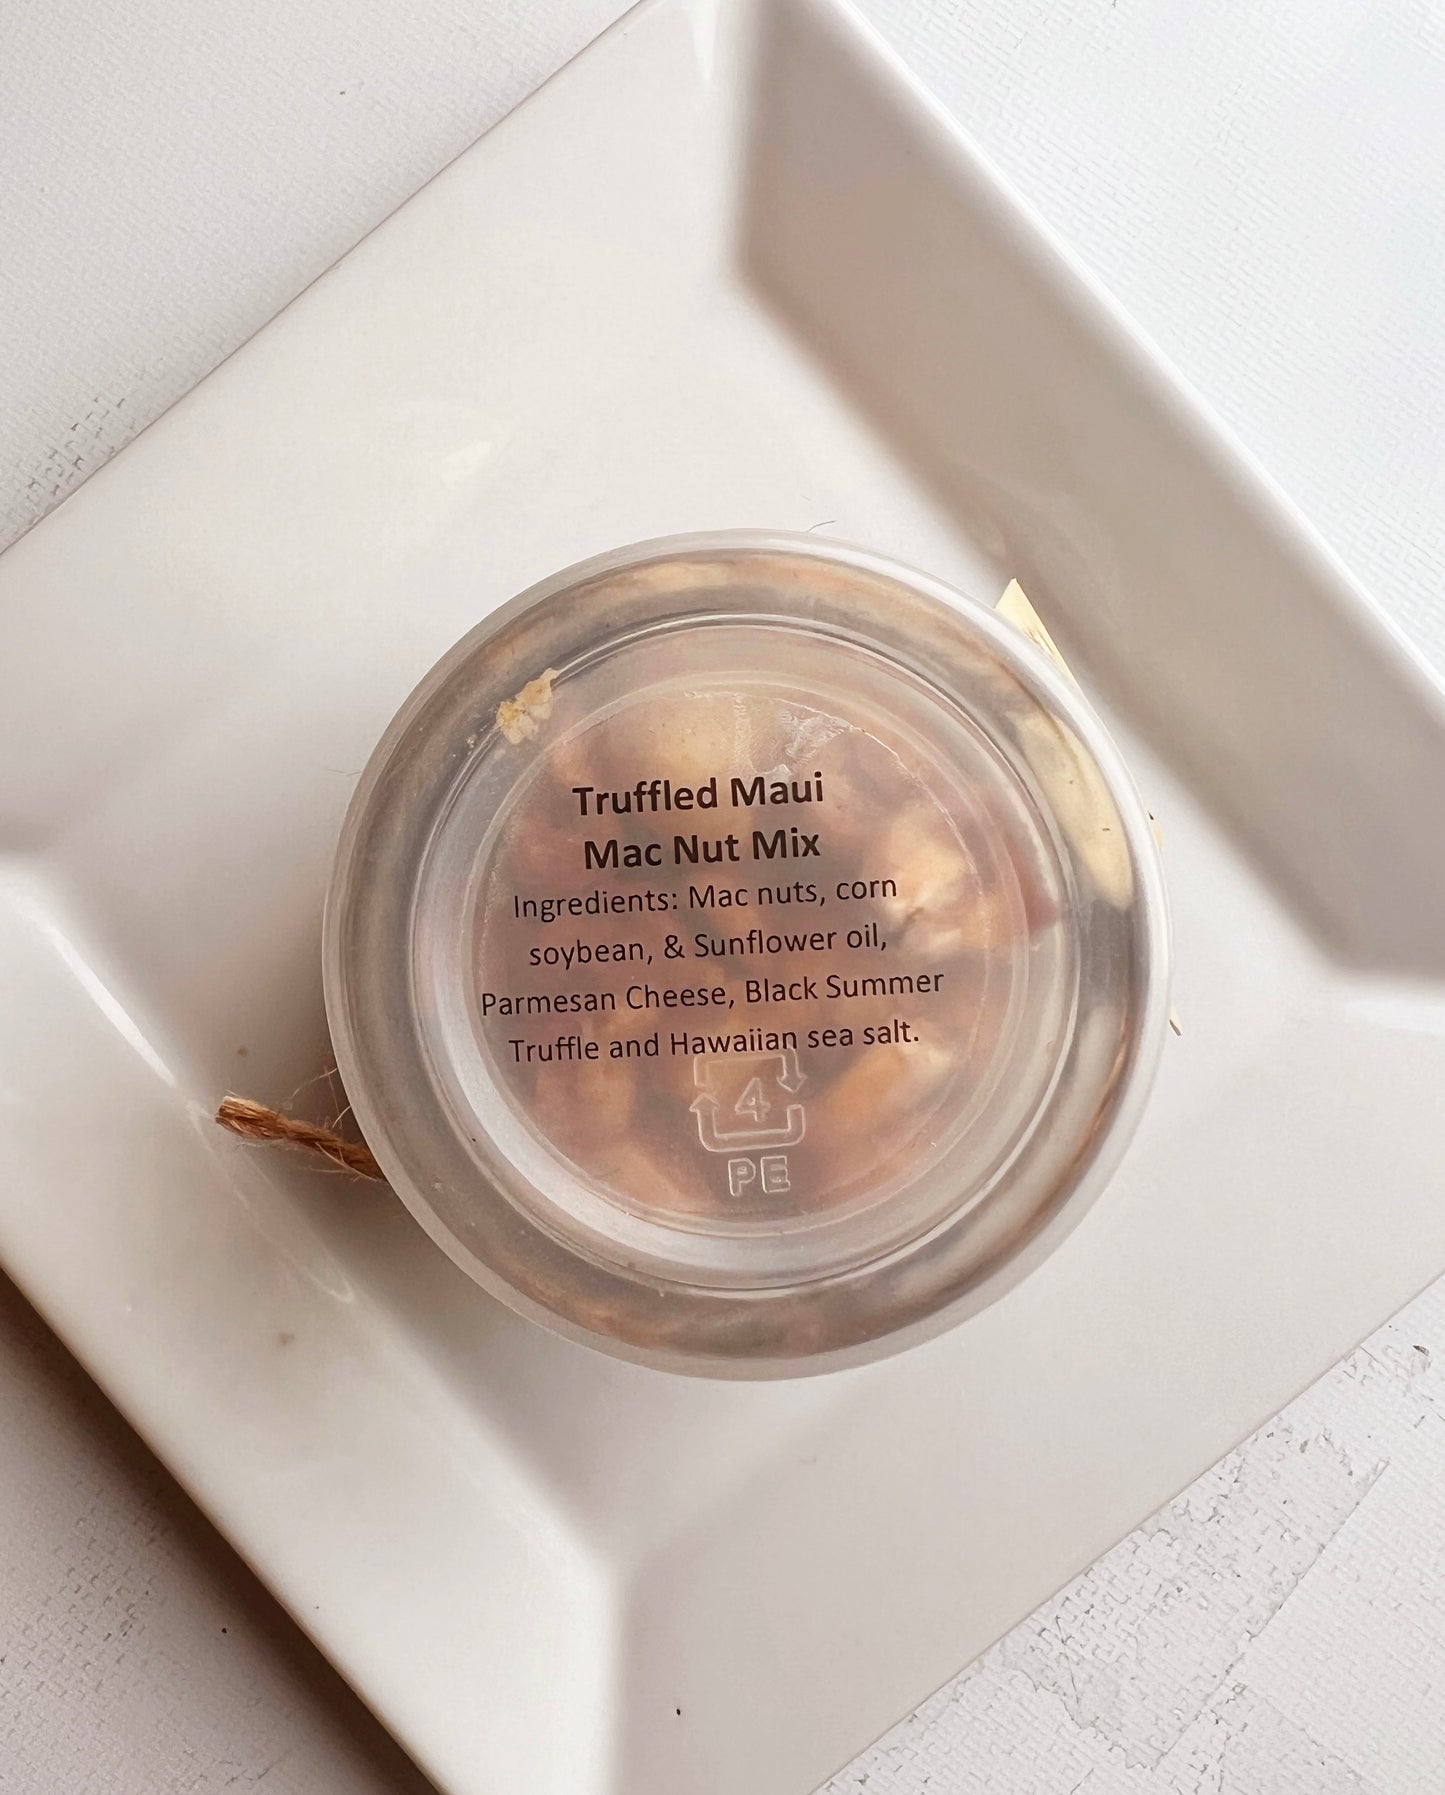 Truffled Maui
Mac Nut Mix
Ingredients: Mac nuts, corn
soybean, & Sunflower oil,
Parmesan Cheese, Black Summer
Truffle and Hawaiian sea salt.
4
PE